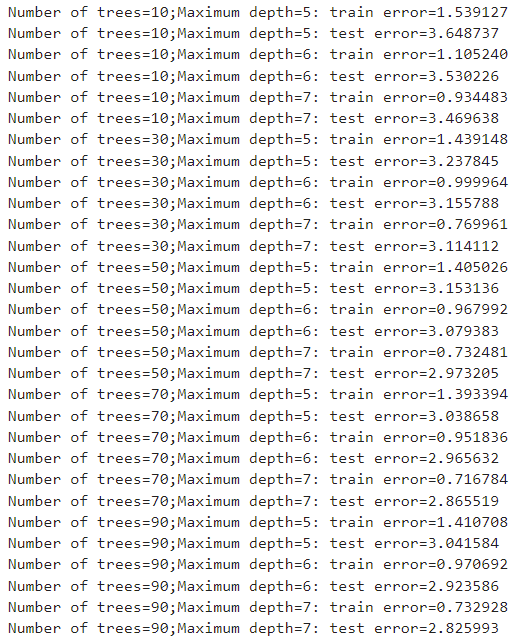 Number of trees=10;Maximum depth=5: train error=1.539127
Number of trees=10;Maximum depth=5: test error=3.648737
Number of trees=10;Maximum depth=6: train error=1.105240
Number of trees=10;Maximum depth=6: test error=3.530226
Number of trees=10;Maximum depth=7: train error=0.934483
Number of trees=10;Maximum depth=7: test error=3.469638
Number of trees=30;Maximum depth=5: train error=1.439148
Number of trees=30;Maximum depth=5: test error=3.237845
Number of trees=30;Maximum depth=6: train error=0.999964
Number of trees=30;Maximum depth=6: test error=3.155788
Number of trees=30;Maximum depth=7: train error=0.769961
Number of trees=30;Maximum depth=7: test error=3.114112
Number of trees=50;Maximum depth=5: train error=1.405026
Number of trees=50;Maximum depth=5: test error=3.153136
Number of trees=50;Maximum depth=6: train error=0.967992
Number of trees=50;Maximum depth=6: test error=3.079383
Number of trees=50;Maximum depth=7: train error=0.732481
Number of trees=50;Maximum depth=7: test error=2.973205
Number of trees=70;Maximum depth=5: train error=1.393394
Number of trees=70;Maximum depth=5: test error=3.038658
Number of trees=70;Maximum depth=6: train error=0.951836
Number of trees=70;Maximum depth=6: test error=2.965632
Number of trees=70;Maximum depth=7: train error=0.716784
Number of trees=70;Maximum depth=7: test error=2.865519
Number of trees=90;Maximum depth=5: train error=1.410708
Number of trees=90;Maximum depth=5: test error=3.041584
Number of trees=90;Maximum depth=6: train error=0.970692
Number of trees=90;Maximum depth=6: test error=2.923586
Number of trees=90;Maximum depth=7: train error=0.732928
Number of trees=90;Maximum depth=7: test error=2.825993